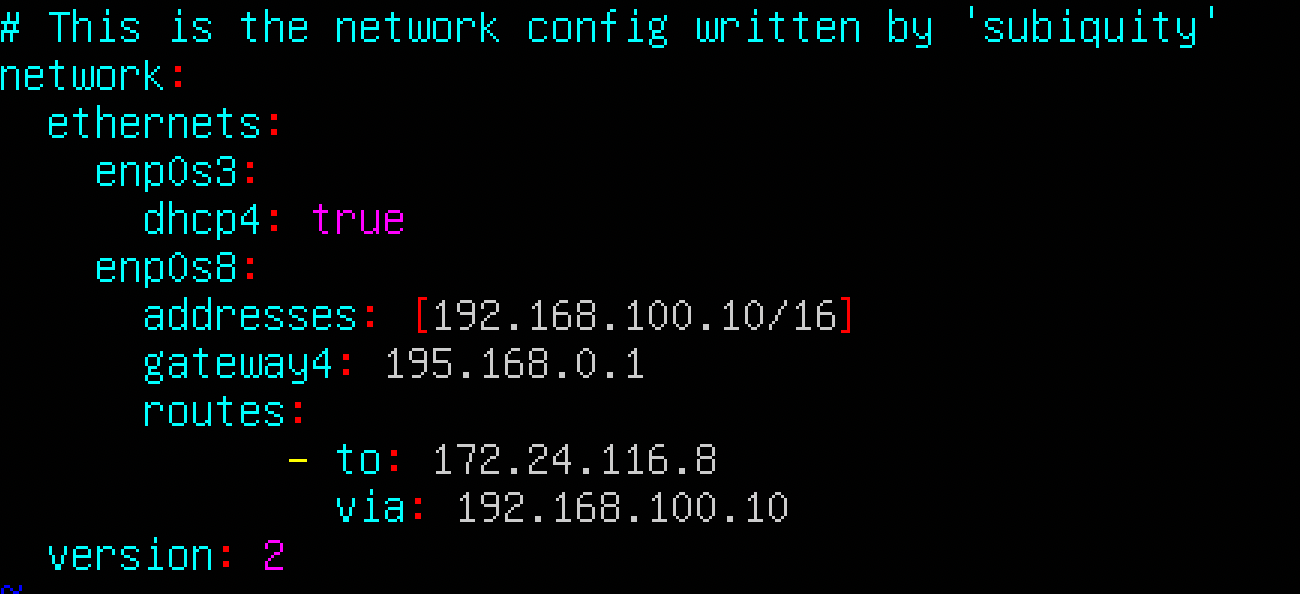 # This is the network config written by 'subiquity'
network:
  ethernets:
    enp0s3:
      dhcp4: true
    enp0s8:
      addresses: [192.168.100.10/16]
      gateway4: 195.168.0.1
      routes:
            - to: 172.24.116.8
              via: 192.168.100.10
  version: 2
~